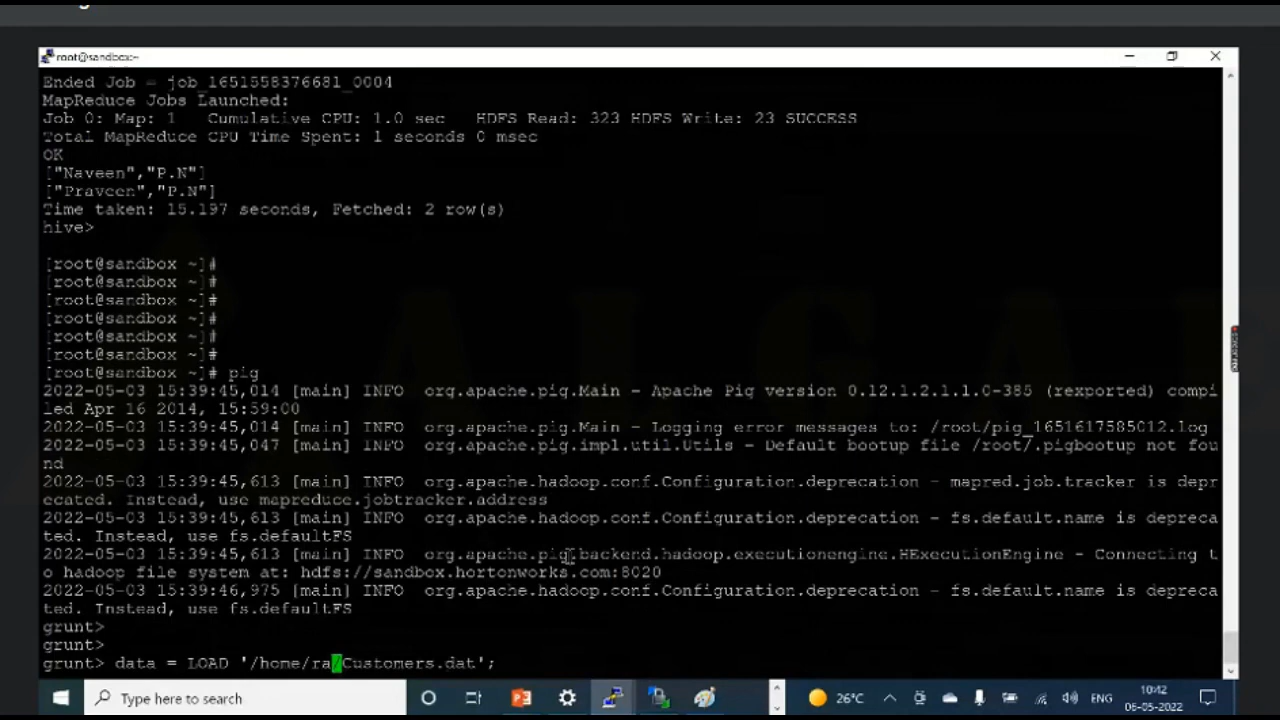 root@sandbox:~
Ended Job = job_1651558376681_0004
MapReduce Jobs Launched:
Job 0: Map: 1   Cumulative CPU: 1.0 sec   HDFS Read: 323 HDFS Write: 23 SUCCESS
Total MapReduce CPU Time Spent: 1 seconds 0 msec
OK
["Naveen","P.N"]
["Praveen","P.N"]
Time taken: 15.197 seconds, Fetched: 2 row(s)
hive>
[root@sandbox ~]#
[root@sandbox ~]#
[root@sandbox ~]#
[root@sandbox ~]#
[root@sandbox ~]#
[root@sandbox ~]#
[root@sandbox ~]# pig
2022-05-03 15:39:45,014 [main] INFO  org.apache.pig.Main - Apache Pig version 0.12.1.2.1.1.0-385 (rexported) compi
led Apr 16 2014, 15:59:00
2022-05-03 15:39:45,014 [main] INFO  org.apache.pig.Main - Logging error messages to: /root/pig_1651617585012.log
2022-05-03 15:39:45,047 [main] INFO  org.apache.pig.impl.util.Utils - Default bootup file /root/.pigbootup not fou
nd
2022-05-03 15:39:45,613 [main] INFO  org.apache.hadoop.conf.Configuration.deprecation - mapred.job.tracker is depr
ecated. Instead, use mapreduce.jobtracker.address
2022-05-03 15:39:45,613 [main] INFO  org.apache.hadoop.conf.Configuration.deprecation - fs.default.name is depreca
ted. Instead, use fs.defaultFS
2022-05-03 15:39:45,613 [main] INFO  org.apache.pig.backend.hadoop.executionengine.HExecutionEngine - Connecting t
o hadoop file system at: hdfs://sandbox.hortonworks.com:8020
2022-05-03 15:39:46,975 [main] INFO  org.apache.hadoop.conf.Configuration.deprecation - fs.default.name is depreca
ted. Instead, use fs.defaultFS
grunt>
grunt>
grunt> data = LOAD '/home/ra/Customers.dat';
Type here to search
26°C
ENG
10:42
06-05-2022